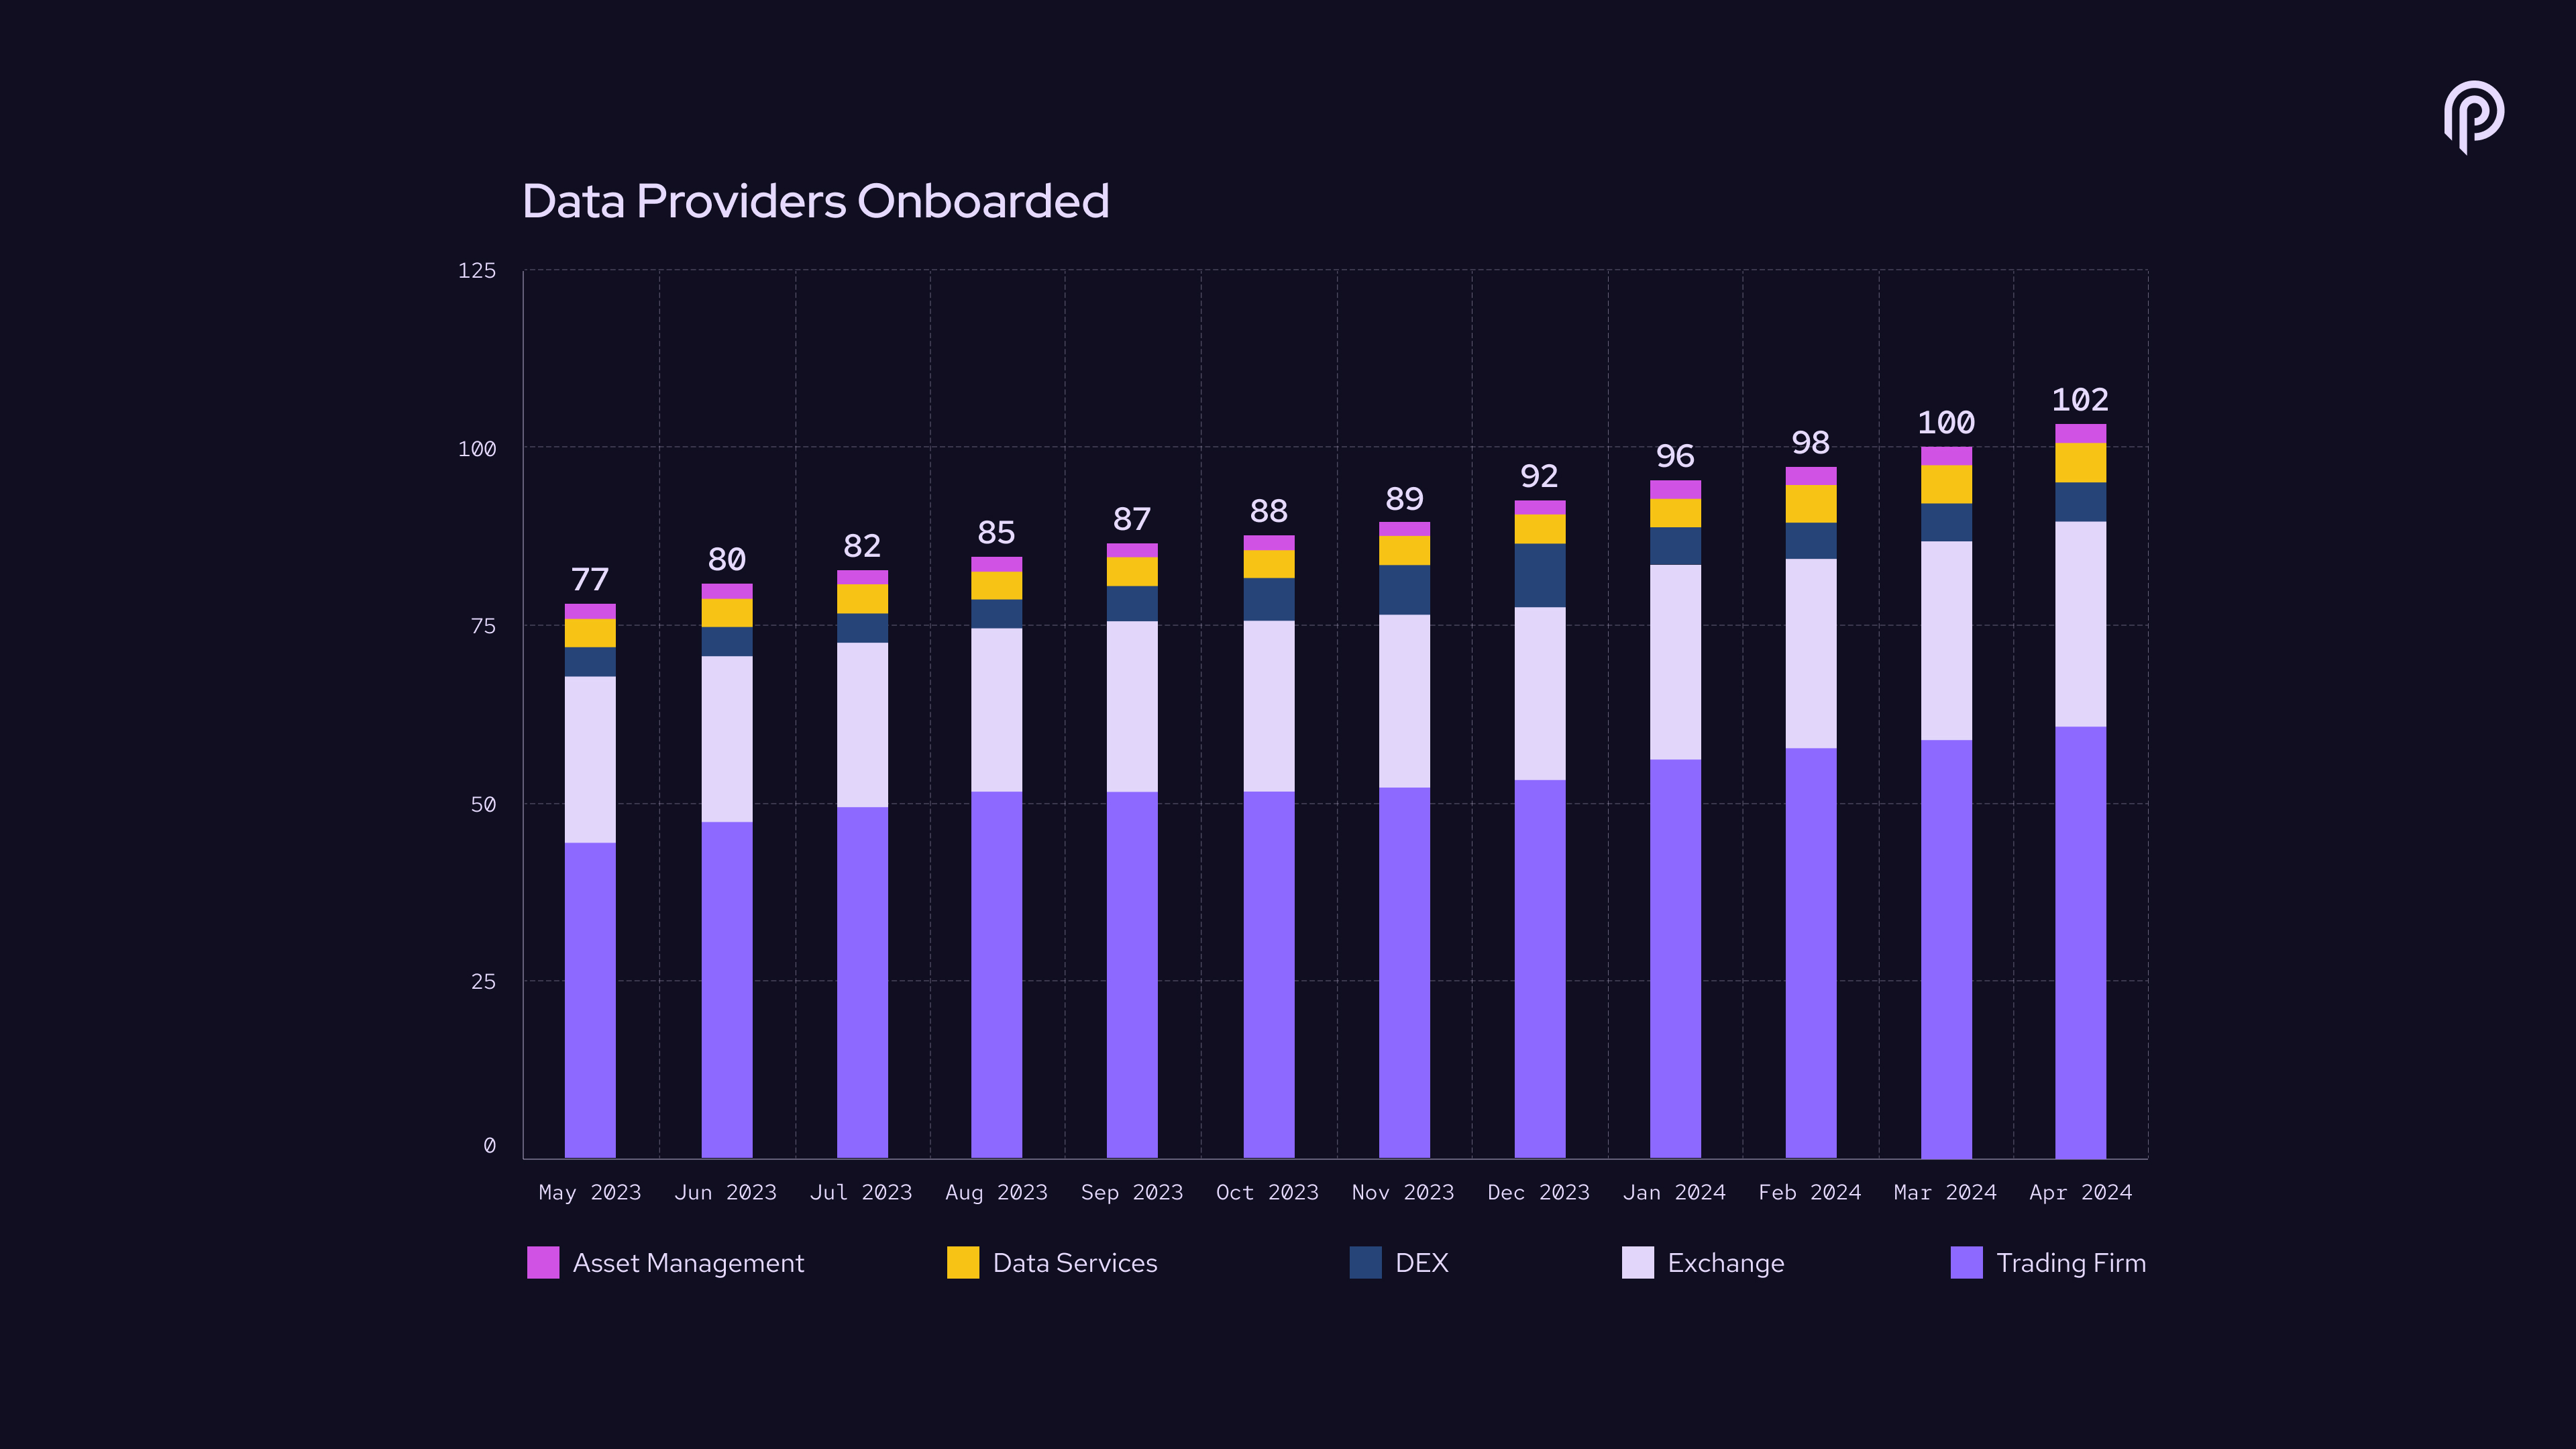 Data Providers Onboarded
125
100
75
50
25
0
77
80
82
85
87
88
89
92
96
98
100
102
May 2023
Jun 2023
Jul 2023
Aug 2023
Sep 2023
Oct 2023
Nov 2023
Dec 2023
Jan 2024
Feb 2024
Mar 2024
Apr 2024
Asset Management
Data Services
DEX
Exchange
Trading Firm